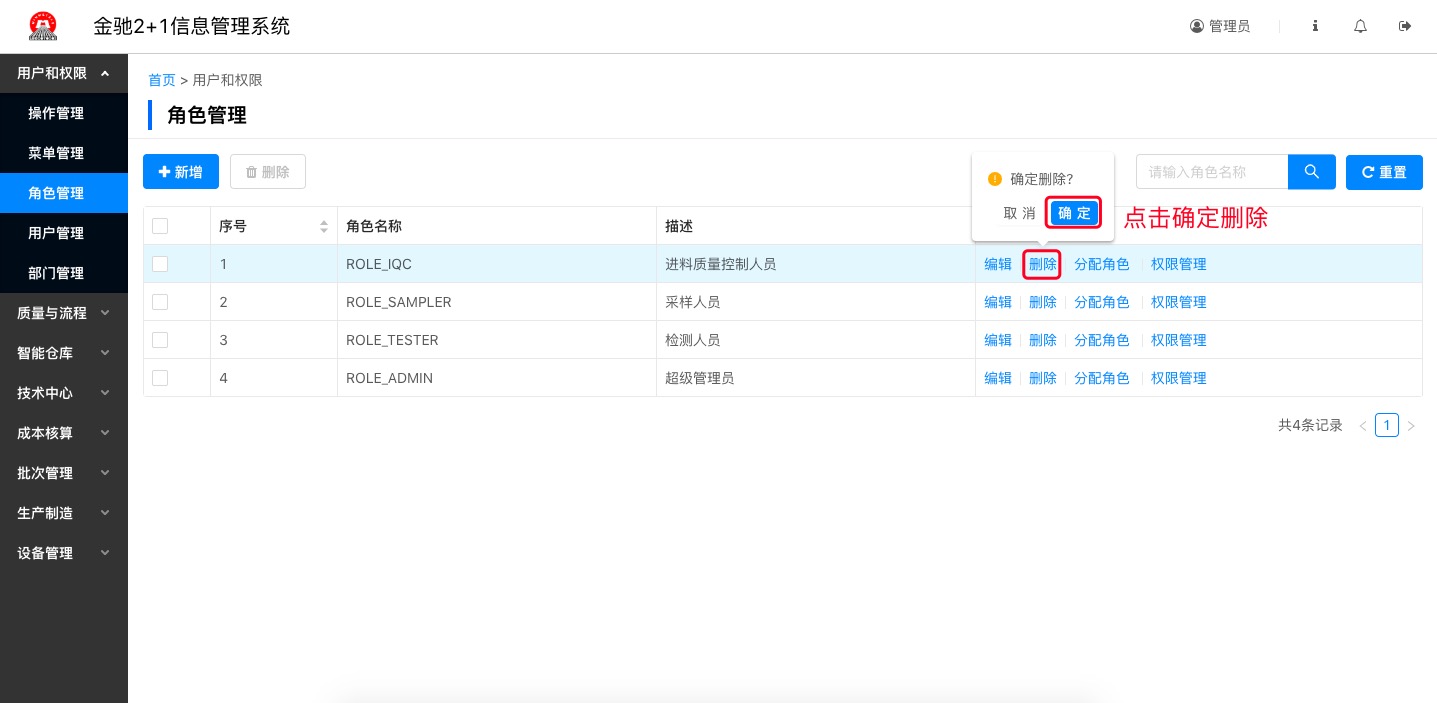 金驰2+1信息管理系统
管理员
用户和权限
操作管理
菜单管理
角色管理
用户管理
部门管理
质量与流程
智能仓库
技术中心
成本核算
批次管理
生产制造
设备管理
首页 > 用户和权限
角色管理
新增 删除
请输入角色名称 重置
确定删除?
取 消 确 定
点击确定删除
序号 角色名称 描述
1 ROLE_IQC 进料质量控制人员 编辑 删除 分配角色 权限管理
2 ROLE_SAMPLER 采样人员 编辑 删除 分配角色 权限管理
3 ROLE_TESTER 检测人员 编辑 删除 分配角色 权限管理
4 ROLE_ADMIN 超级管理员 编辑 删除 分配角色 权限管理
共4条记录 < 1 >